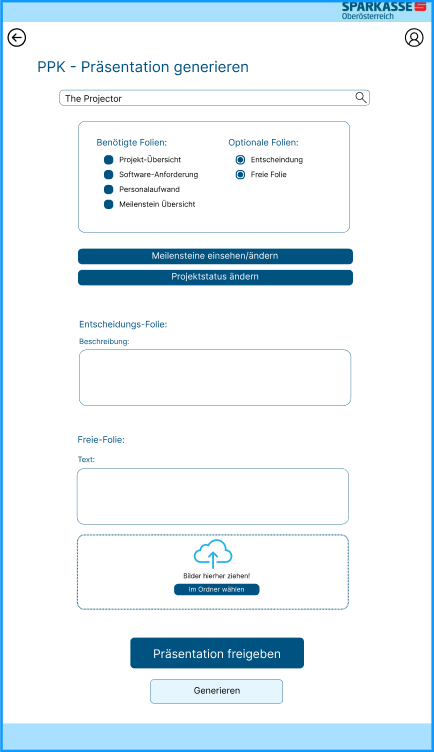 SPARKASSE
Oberösterreich
PPK - Präsentation generieren
The Projector
Benötigte Folien:
Projekt-Übersicht
Software-Anforderung
Personalaufwand
Meilenstein Übersicht
Optionale Folien:
Entscheindung
Freie Folie
Meilensteine einsehen/ändern
Projektstatus ändern
Entscheidungs-Folie:
Beschreibung:
Freie-Folie:
Text:
Bilder hierher ziehen!
Im Ordner wählen
Präsentation freigeben
Generieren